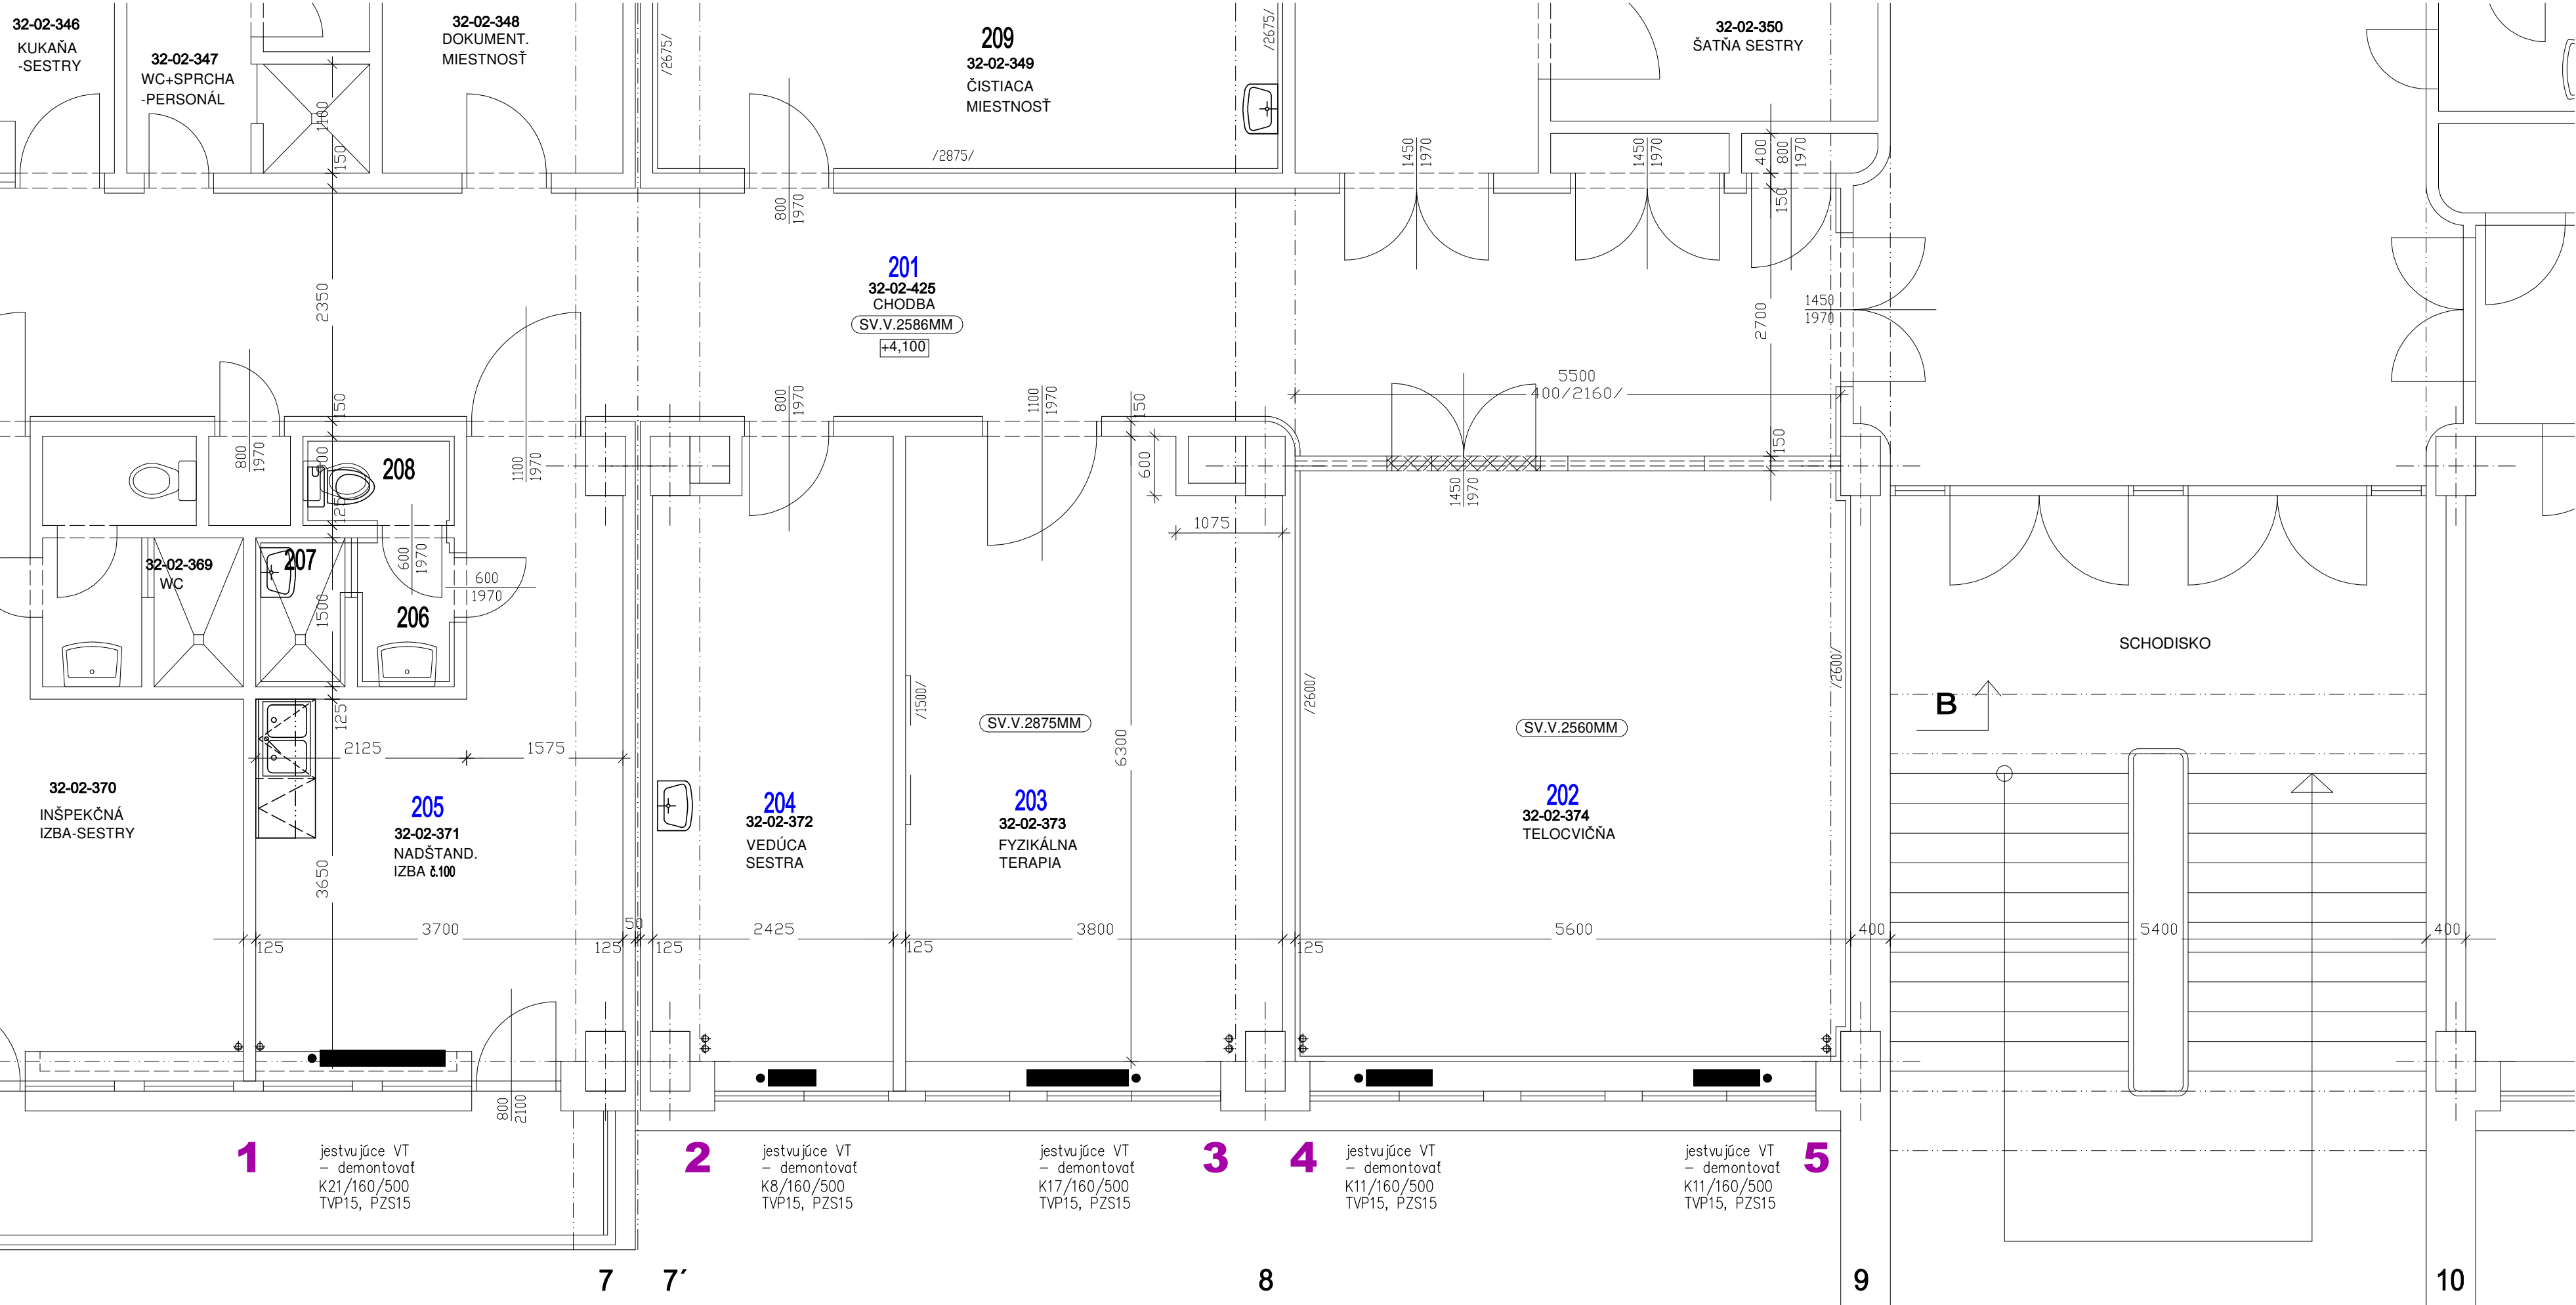 32-02-346
KUKAŇA
-SESTRY
32-02-347
WC+SPRCHA
-PERSONÁL
32-02-348
DOKUMENT.
MIESTNOSŤ
209
32-02-349
ČISTIACA
MIESTNOSŤ
32-02-350
ŠATŇA SESTRY
/2675/
/2675/
/2875/
1100
150
800
1970
1450
1970
1450
1970
400
800
1970
150
201
32-02-425
CHODBA
SV.V.2586MM
+4,100
2350
2700
1450
1970
150
800
1970
1100
1970
150
5500
400/2160/
150
800
1970
1100
1970
208
125
600
1450
1970
1075
32-02-369
WC
207
600
1970
600
1970
1500
206
SCHODISKO
/1500/
/2600/
/2600/
B
125
2125
1575
SV.V.2875MM
6300
SV.V.2560MM
32-02-370
INŠPEKČNÁ
IZBA-SESTRY
205
32-02-371
NADŠTAND.
IZBA č.100
204
32-02-372
VEDÚCA
SESTRA
203
32-02-373
FYZIKÁLNA
TERAPIA
202
32-02-374
TELOCVIČŇA
3650
125
3700
125
50
125
2425
125
3800
125
5600
400
5400
400
800
2100
1
jestvujúce VT
– demontovať
K21/160/500
TVP15, PZS15
2
jestvujúce VT
– demontovať
K8/160/500
TVP15, PZS15
jestvujúce VT
– demontovať
K17/160/500
TVP15, PZS15
3
4
jestvujúce VT
– demontovať
K11/160/500
TVP15, PZS15
jestvujúce VT
– demontovať
K11/160/500
TVP15, PZS15
5
7
7´
8
9
10